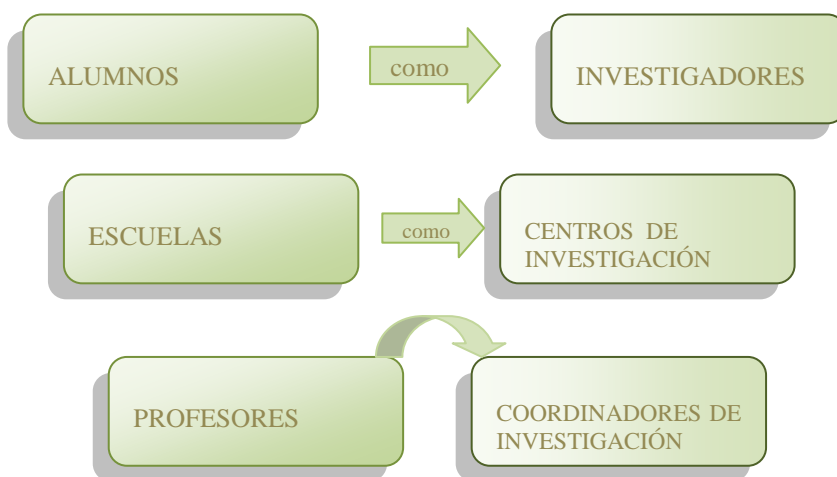 ALUMNOS
como
INVESTIGADORES
ESCUELAS
como
CENTROS DE
INVESTIGACIÓN
PROFESORES
COORDINADORES DE
INVESTIGACIÓN